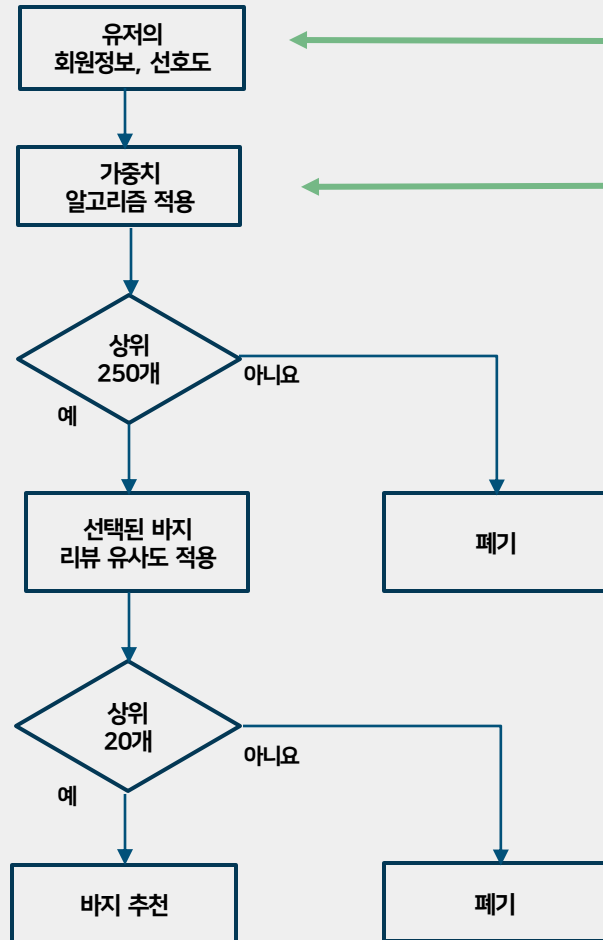 유저의
회원정보, 선호도
가중치
알고리즘 적용
상위
250개
아니요
예
선택된 바지
리뷰 유사도 적용
폐기
상위
20개
아니요
예
바지 추천
폐기